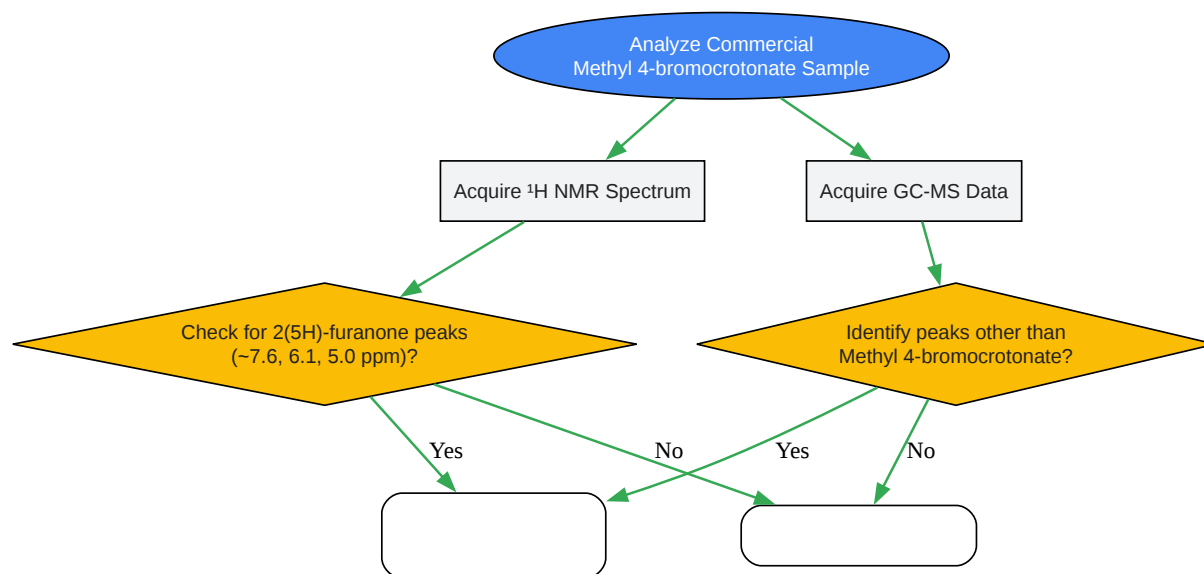 Analyze Commercial
Methyl 4-bromocrotonate Sample
Acquire ¹H NMR Spectrum
Acquire GC-MS Data
Check for 2(5H)-furanone peaks
(~7.6, 6.1, 5.0 ppm)?
Identify peaks other than
Methyl 4-bromocrotonate?
Yes
No
Yes
No